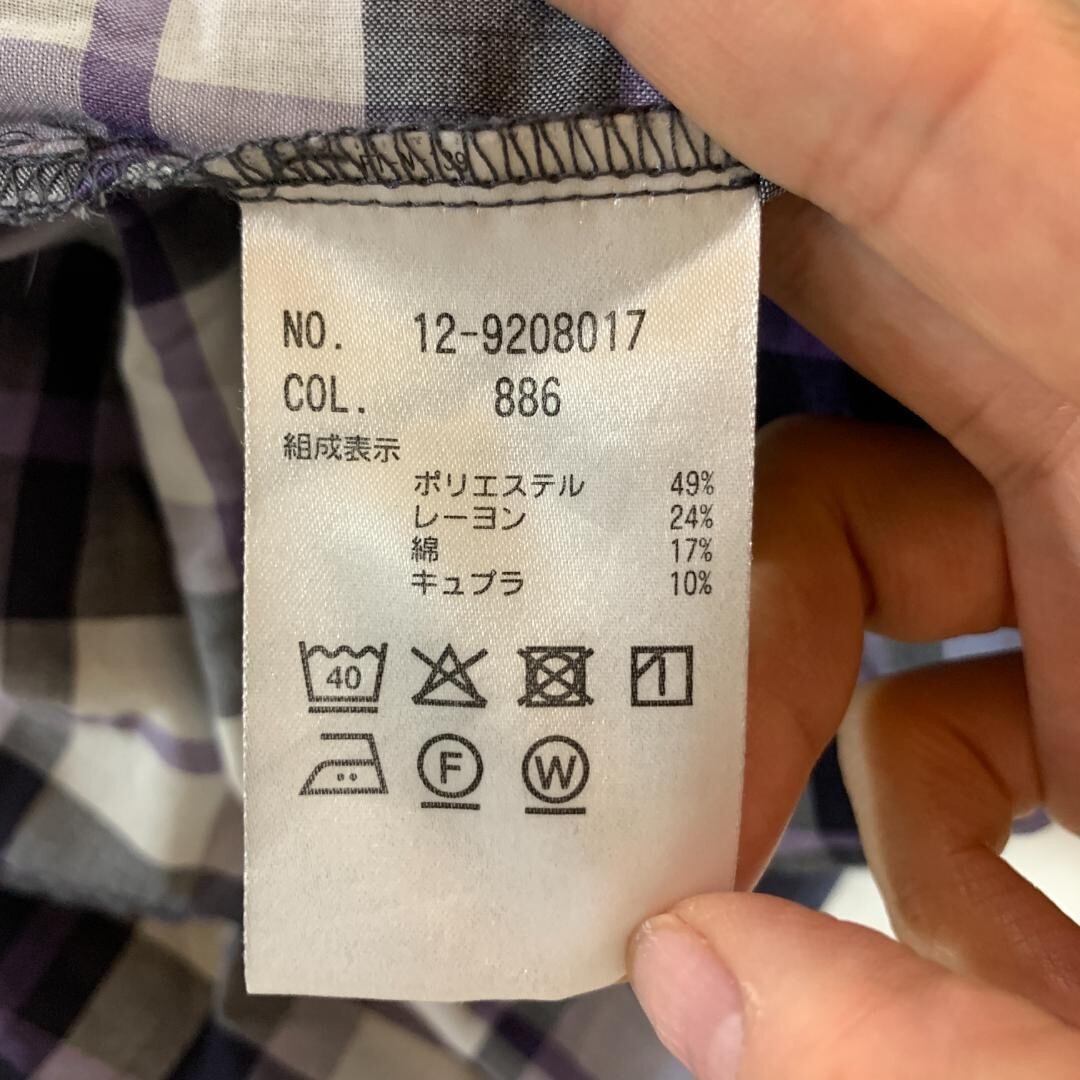 NO. 12-9208017
COL. 886
組成表示
ポリエステル 49%
レーヨン 24%
綿 17%
キュプラ 10%
40
F W